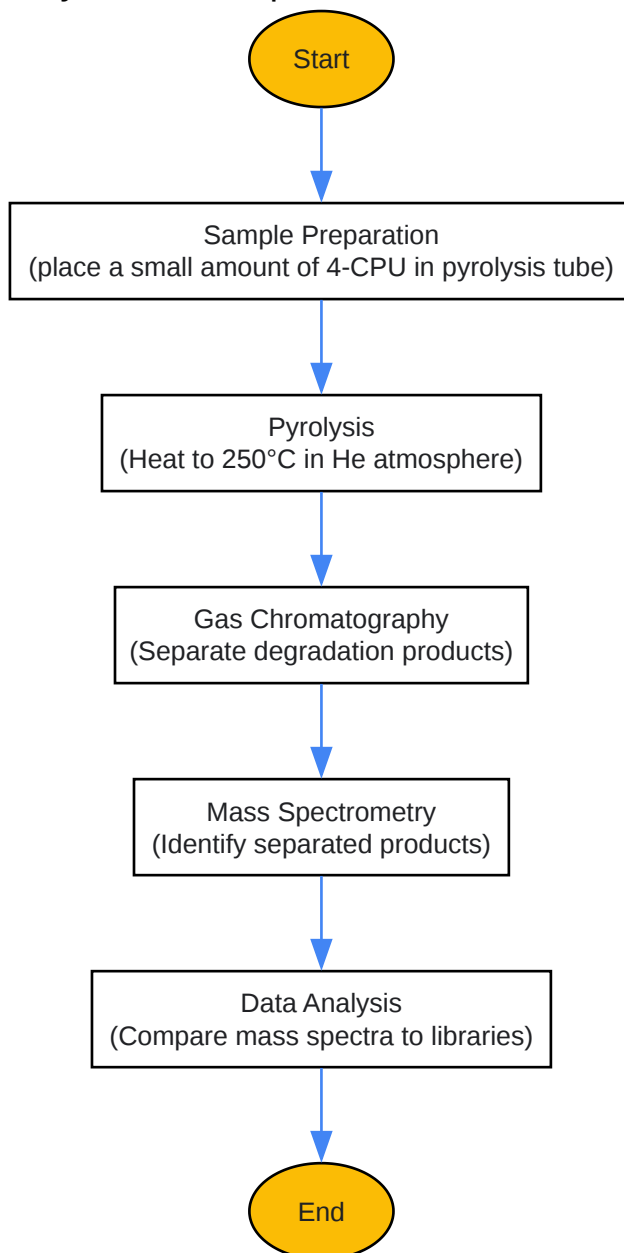 Start
Sample Preparation
(place a small amount of 4-CPU in pyrolysis tube)
Pyrolysis
(Heat to 250°C in He atmosphere)
Gas Chromatography
(Separate degradation products)
Mass Spectrometry
(Identify separated products)
Data Analysis
(Compare mass spectra to libraries)
End